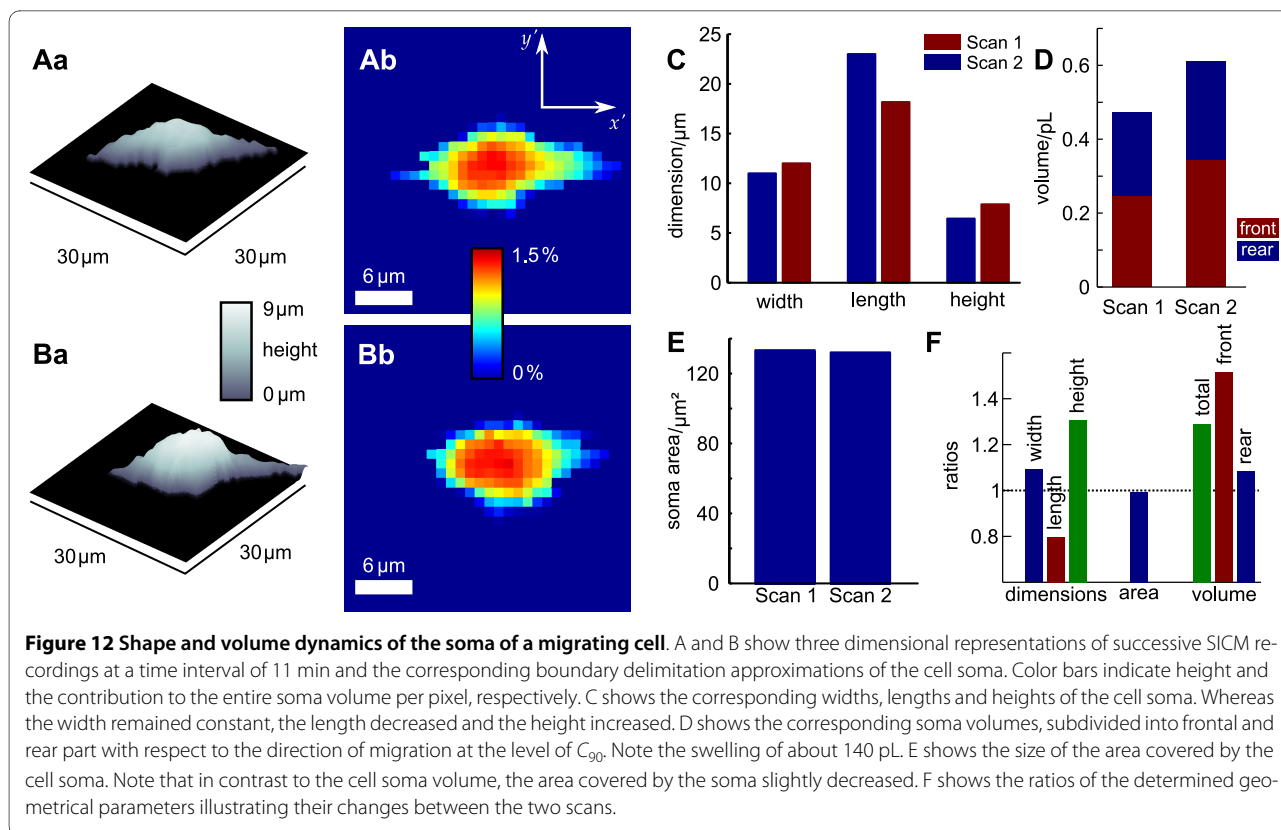 Aa
30 µm
30 µm
9 µm
height
0 µm
Ba
30 µm
30 µm
Ab
y'
x'
6 µm
1.5 %
0 %
Bb
6 µm
C
Scan 1
Scan 2
25
20
15
10
5
0
dimension/µm
width
length
height
D
0.6
0.4
0.2
0
volume/pL
front
rear
Scan 1
Scan 2
E
120
80
40
0
soma area/µm²
Scan 1
Scan 2
F
1.4
1.2
1
0.8
ratios
width
length
height
total
front
rear
dimensions
area
volume
Figure 12 Shape and volume dynamics of the soma of a migrating cell. A and B show three dimensional representations of successive SICM re-
cordings at a time interval of 11 min and the corresponding boundary delimitation approximations of the cell soma. Color bars indicate height and
the contribution to the entire soma volume per pixel, respectively. C shows the corresponding widths, lengths and heights of the cell soma. Whereas
the width remained constant, the length decreased and the height increased. D shows the corresponding soma volumes, subdivided into frontal and
rear part with respect to the direction of migration at the level of C90. Note the swelling of about 140 pL. E shows the size of the area covered by the
cell soma. Note that in contrast to the cell soma volume, the area covered by the soma slightly decreased. F shows the ratios of the determined geo-
metrical parameters illustrating their changes between the two scans.